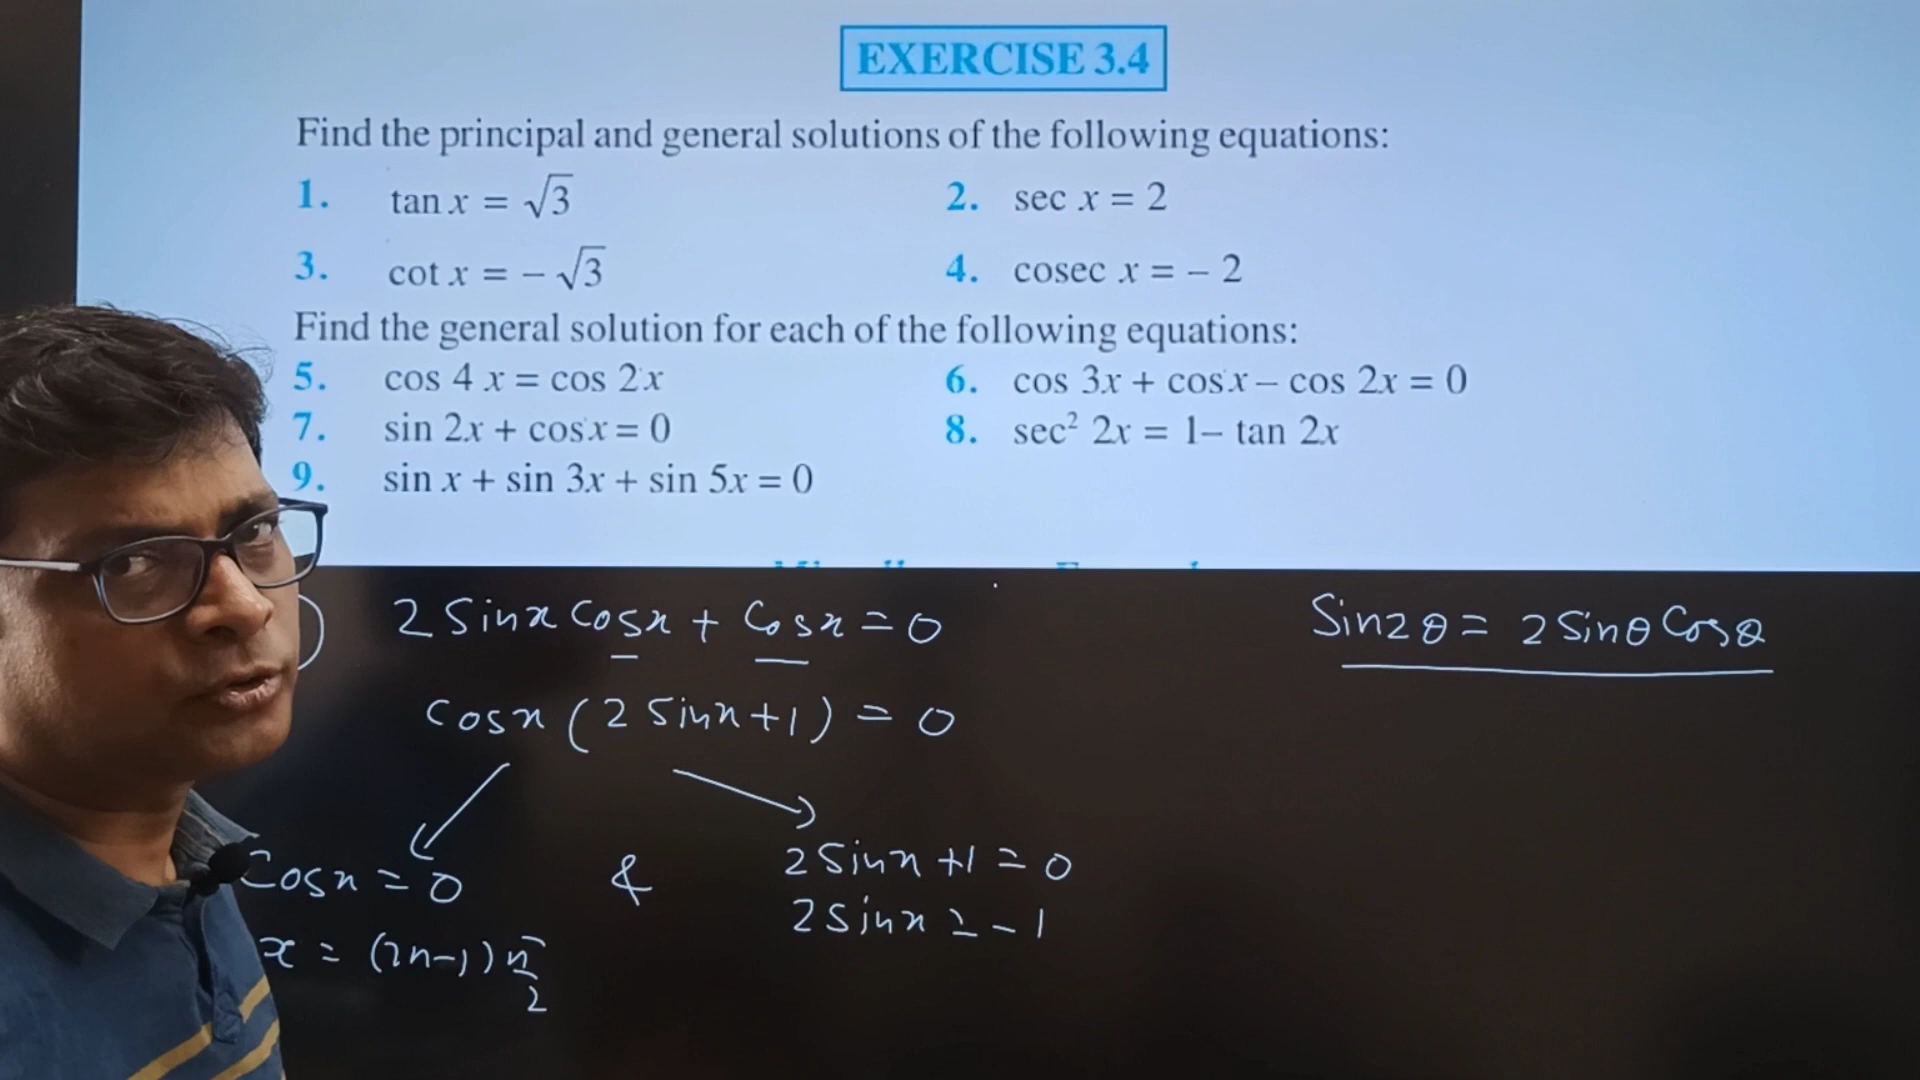 EXERCISE 3.4
Find the principal and general solutions of the following equations:
1. tan x = √3 2. sec x = 2
3. cot x = – √3 4. cosec x = – 2
Find the general solution for each of the following equations:
5. cos 4 x = cos 2 x 6. cos 3x + cos x – cos 2x = 0
7. sin 2x + cos x = 0 8. sec² 2x = 1– tan 2x
9. sin x + sin 3x + sin 5x = 0
2 Sinx Cosx + Cosx = 0 Sin2θ = 2 Sinθ Cosθ
Cosx (2 Sinx+1) = 0
Cosx = 0 & 2 Sinx +1 = 0
2 Sinx = -1
x = (2n-1) π/2